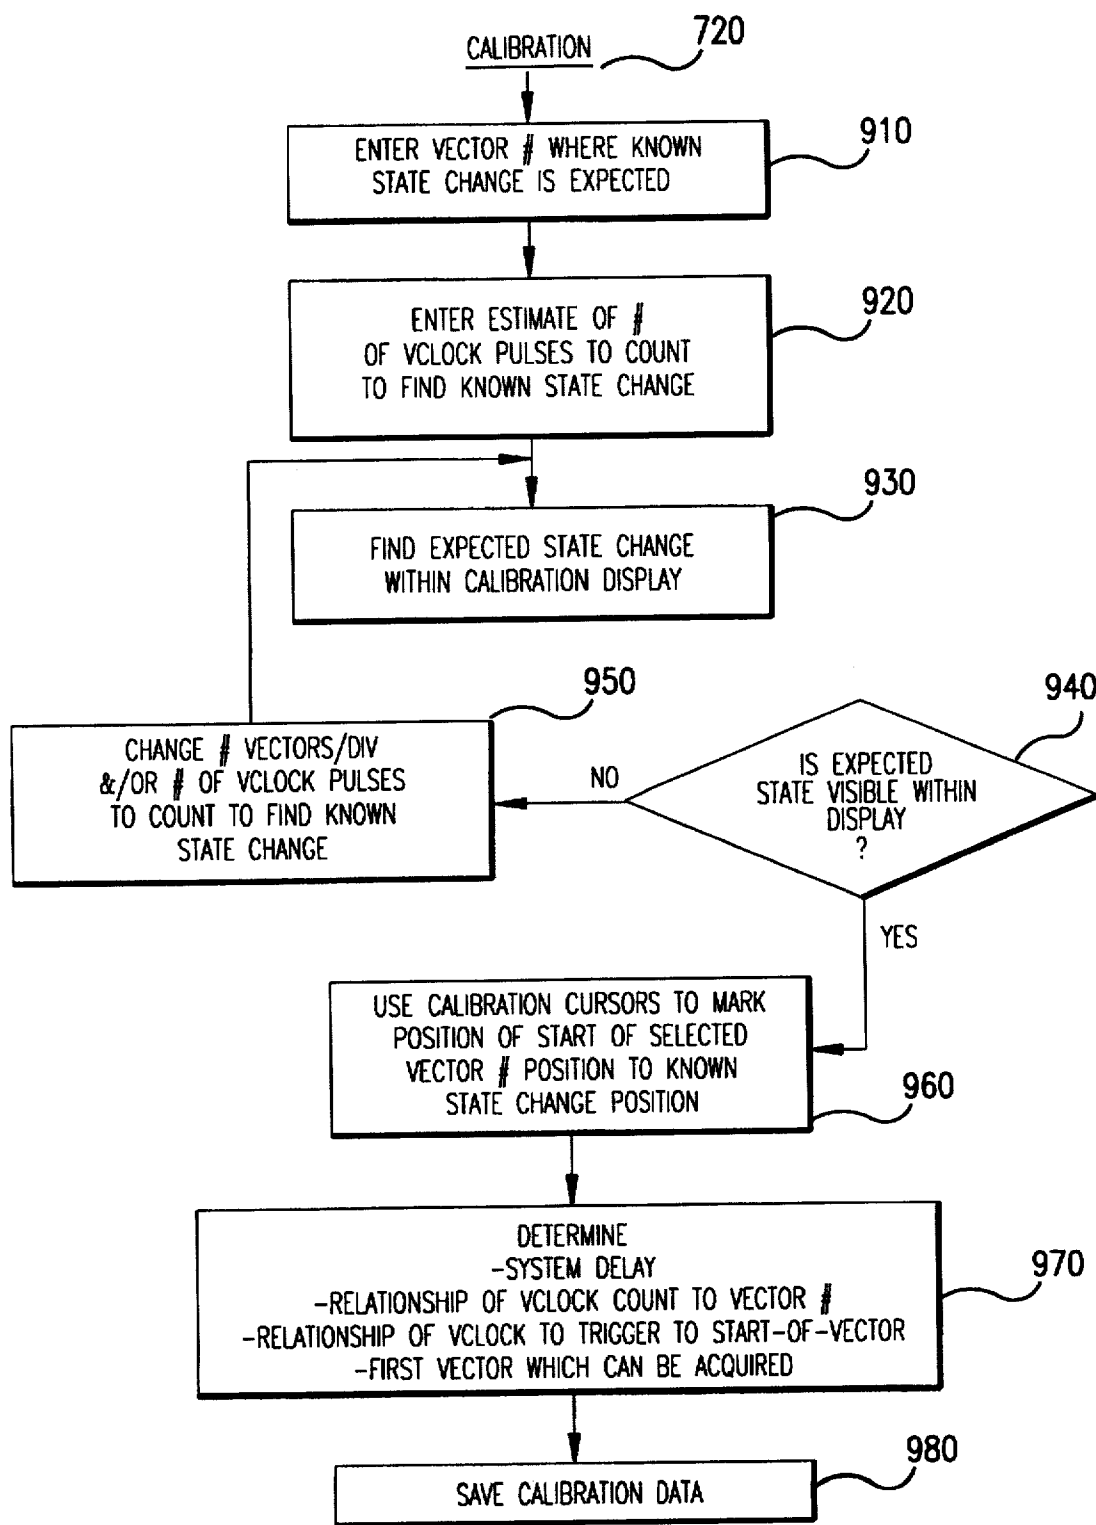 CALIBRATION
720
ENTER VECTOR # WHERE KNOWN
STATE CHANGE IS EXPECTED
910
ENTER ESTIMATE OF #
OF VCLOCK PULSES TO COUNT
TO FIND KNOWN STATE CHANGE
920
FIND EXPECTED STATE CHANGE
WITHIN CALIBRATION DISPLAY
930
CHANGE # VECTORS/DIV
&/OR # OF VCLOCK PULSES
TO COUNT TO FIND KNOWN
STATE CHANGE
950
NO
IS EXPECTED
STATE VISIBLE WITHIN
DISPLAY
?
940
YES
USE CALIBRATION CURSORS TO MARK
POSITION OF START OF SELECTED
VECTOR # POSITION TO KNOWN
STATE CHANGE POSITION
960
DETERMINE
-SYSTEM DELAY
-RELATIONSHIP OF VCLOCK COUNT TO VECTOR #
-RELATIONSHIP OF VCLOCK TO TRIGGER TO START-OF-VECTOR
-FIRST VECTOR WHICH CAN BE ACQUIRED
970
SAVE CALIBRATION DATA
980